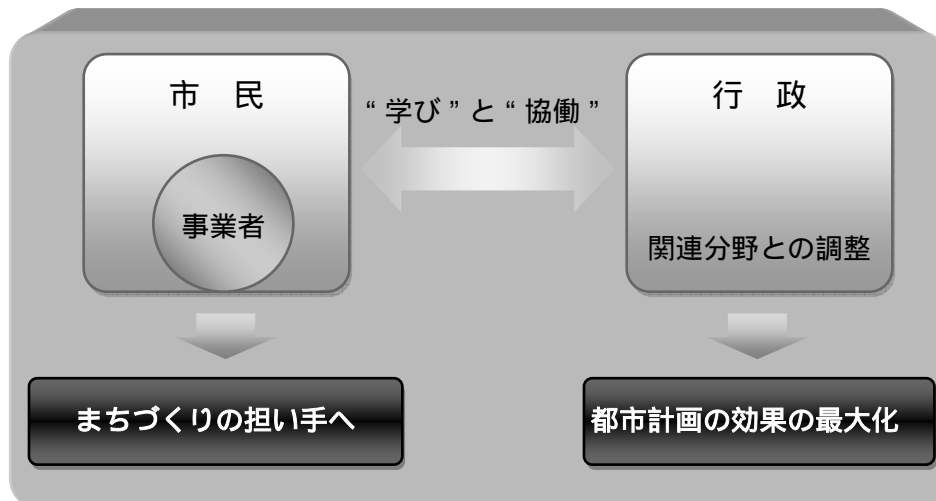 市　民
“学び”と“協働”
行　政
事業者
関連分野との調整
まちづくりの担い手へ
都市計画の効果の最大化